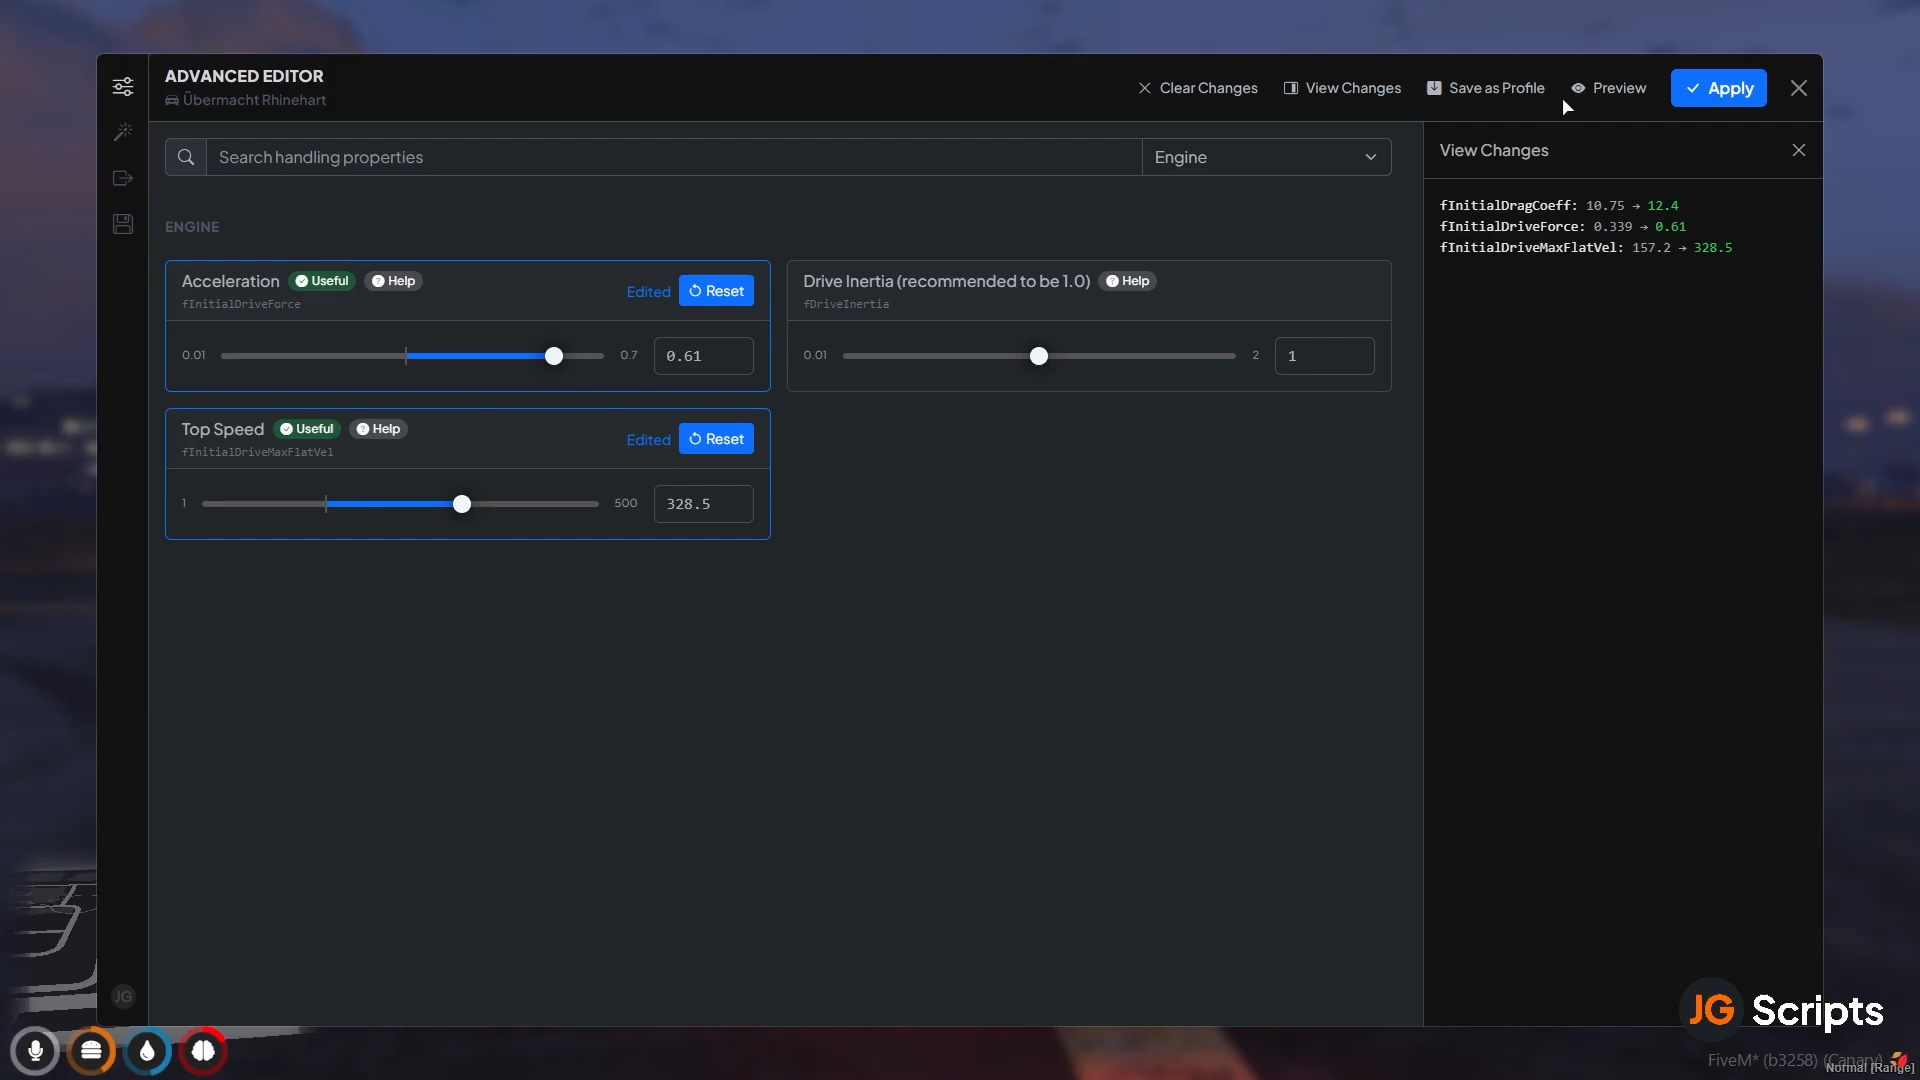 ADVANCED EDITOR
Übermacht Rhinehart
Clear Changes
View Changes
Save as Profile
Preview
Apply
Search handling properties
Engine
View Changes
fInitialDragCoeff: 10.75 → 12.4
fInitialDriveForce: 0.339 → 0.61
fInitialDriveMaxFlatVel: 157.2 → 328.5
ENGINE
Acceleration Useful Help
fInitialDriveForce
Edited Reset
0.01 0.7 0.61
Drive Inertia (recommended to be 1.0) Help
fDriveInertia
0.01 2 1
Top Speed Useful Help
fInitialDriveMaxFlatVel
Edited Reset
1 500 328.5
JG
JG Scripts
FiveM* (b3258) (Canary)
Normal [Range]